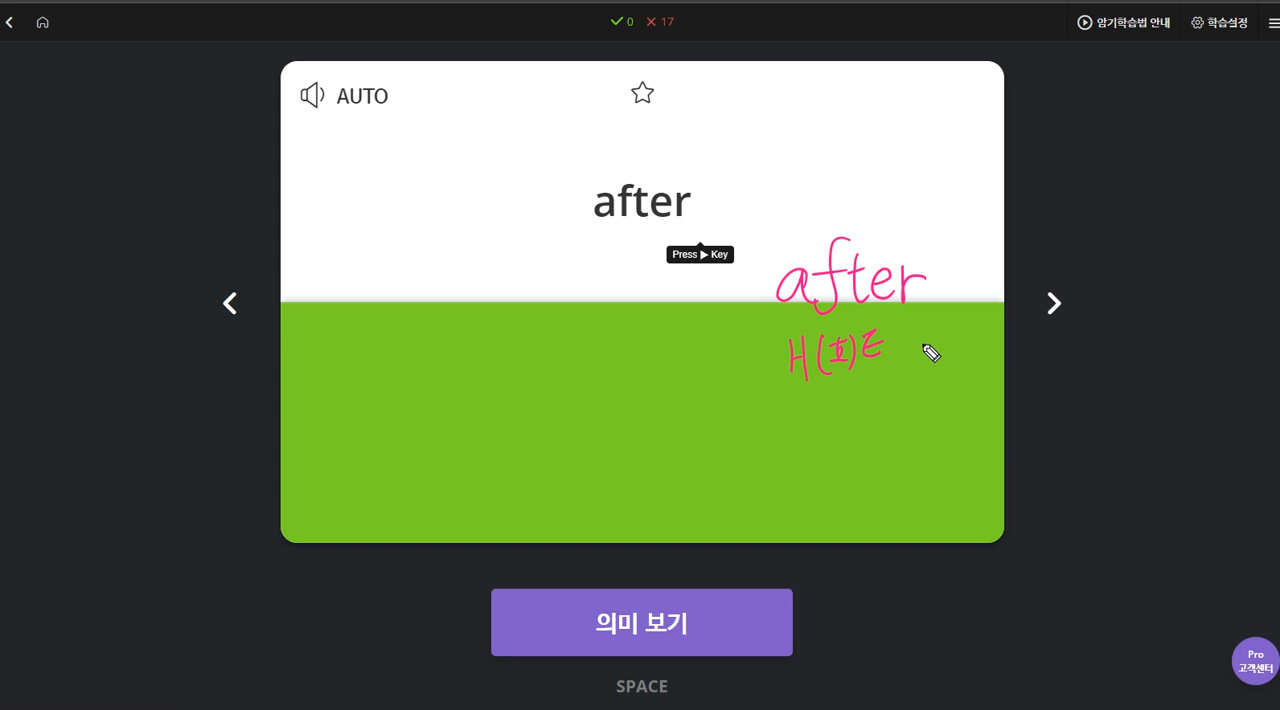 0 17 암기학습법 안내 학습설정
AUTO
after
Press ▶ Key
after
SPACE
의미 보기
Pro
고객센터